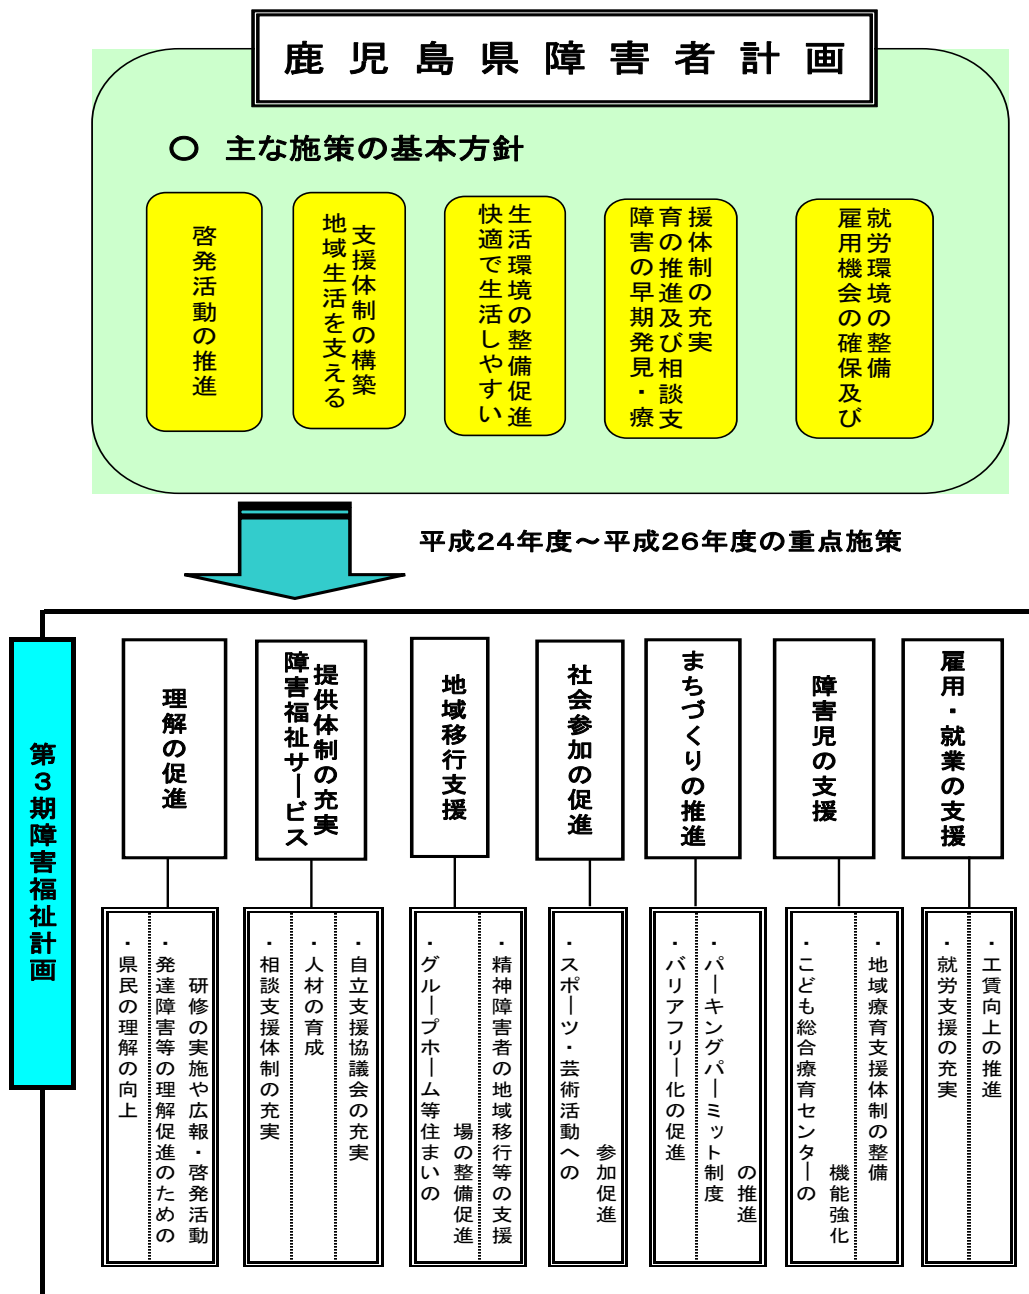 鹿児島県障害者計画
○ 主な施策の基本方針
啓発活動の推進
地域生活を支える
支援体制の構築
快適で生活しやすい
生活環境の整備促進
障害の早期発見・療
育の推進及び相談支
援体制の充実
雇用機会の確保及び
就労環境の整備
平成24年度～平成26年度の重点施策
第3期障害福祉計画
理解の促進
障害福祉サービス
提供体制の充実
地域移行支援
社会参加の促進
まちづくりの推進
障害児の支援
雇用・就業の支援
・県民の理解の向上
・発達障害等の理解促進のための
研修の実施や広報・啓発活動
・相談支援体制の充実
・人材の育成
・自立支援協議会の充実
・グループホーム等住まいの
場の整備促進
・精神障害者の地域移行等の支援
・スポーツ・芸術活動への
参加促進
・バリアフリー化の促進
・パーキングパーミット制度
の推進
・こども総合療育センターの
機能強化
・地域療育支援体制の整備
・就労支援の充実
・工賃向上の推進